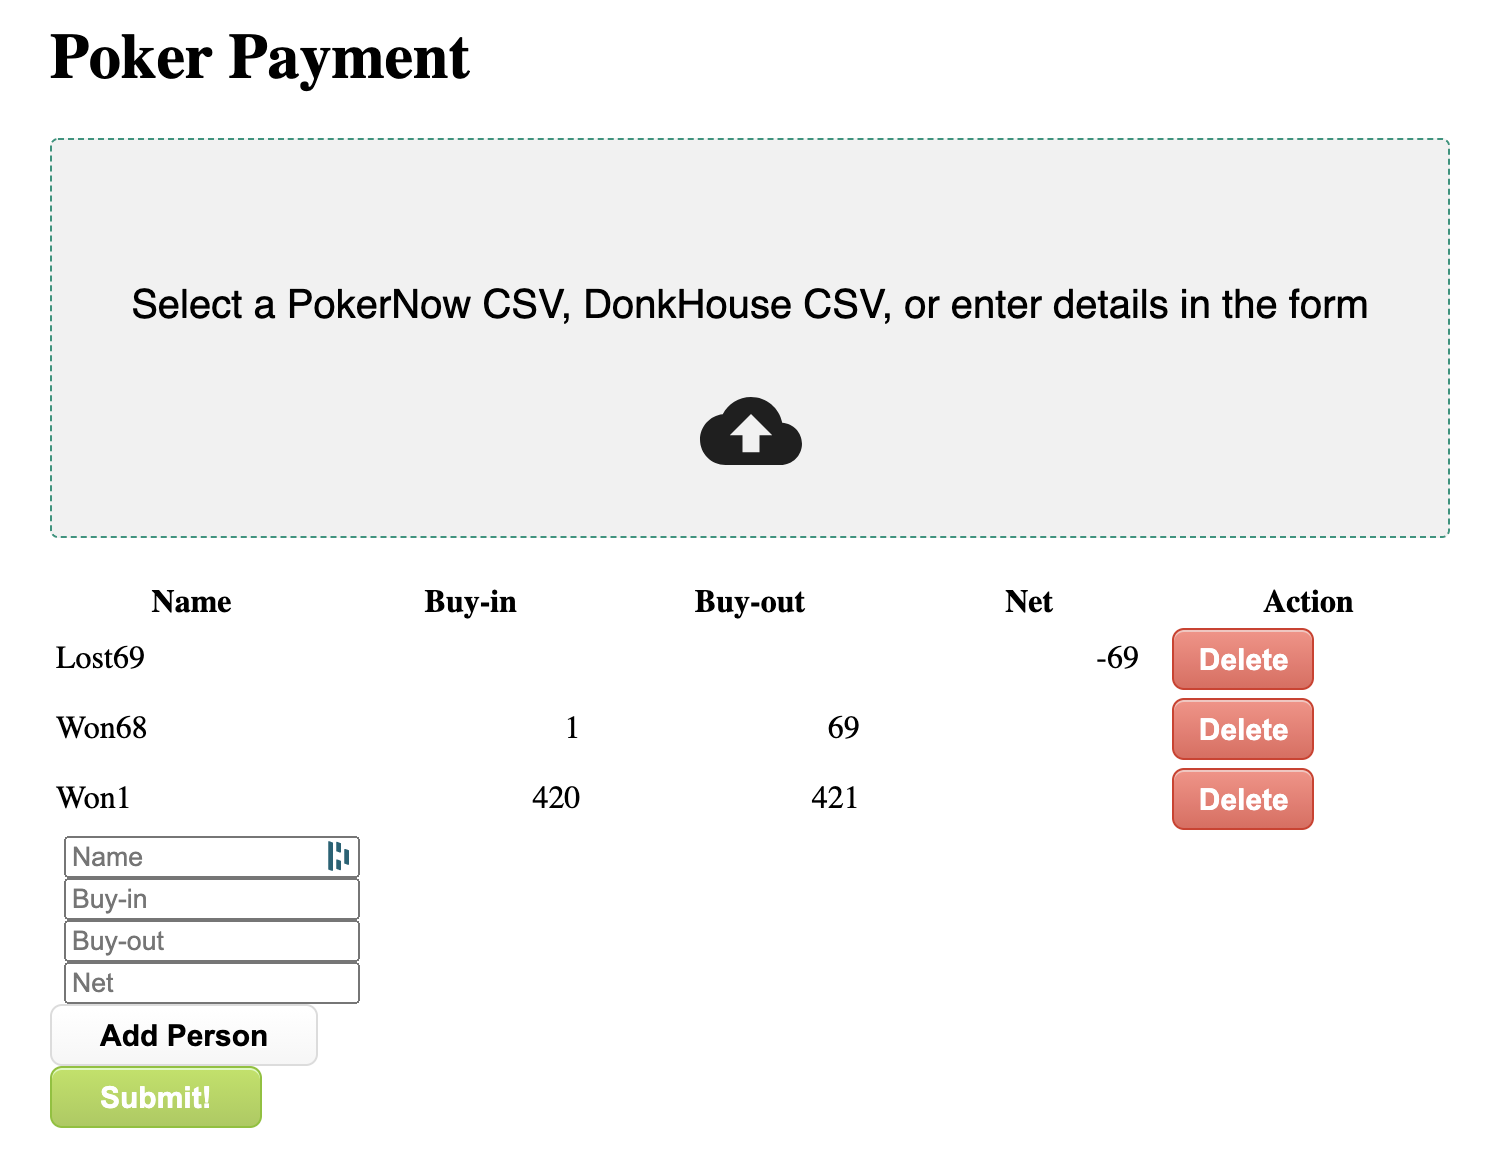 Poker Payment
Select a PokerNow CSV, DonkHouse CSV, or enter details in the form
Name Buy-in Buy-out Net Action
Lost69 -69 Delete
Won68 1 69 Delete
Won1 420 421 Delete
Name
Buy-in
Buy-out
Net
Add Person
Submit!